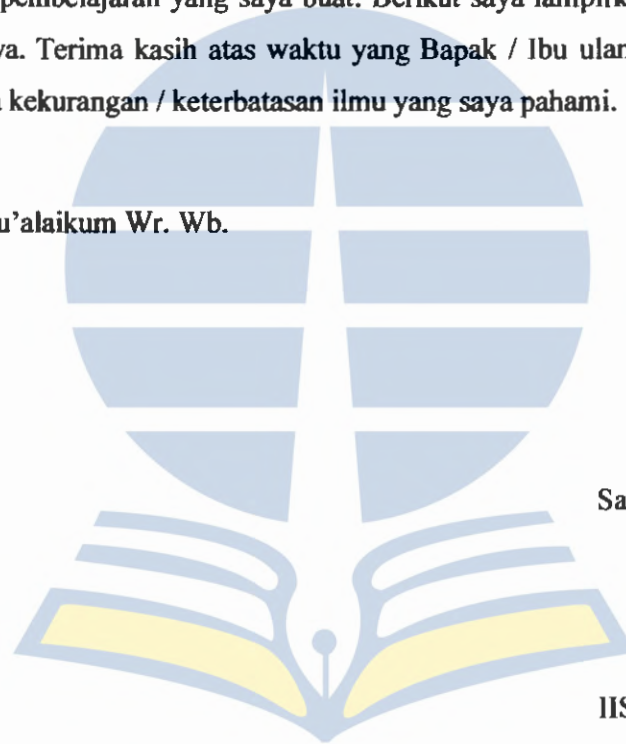 pembelajaran yang saya buat. Berikut saya lampirk
va. Terima kasih atas waktu yang Bapak / Ibu ulan
kekurangan / keterbatasan ilmu yang saya pahami.
u'alaikum Wr. Wb.
Sa
IIS